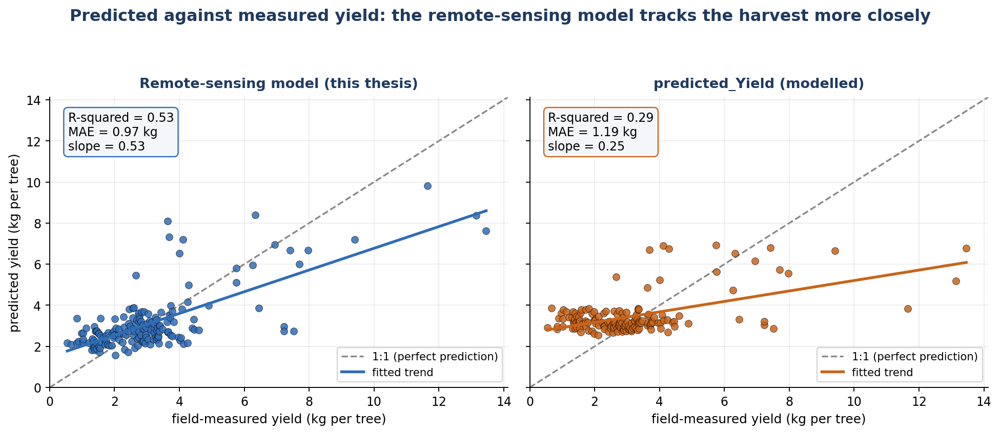 Predicted against measured yield: the remote-sensing model tracks the harvest more closely
Remote-sensing model (this thesis)
R-squared = 0.53
MAE = 0.97 kg
slope = 0.53
14
12
10
8
6
4
2
0
predicted yield (kg per tree)
1:1 (perfect prediction)
fitted trend
0 2 4 6 8 10 12 14
field-measured yield (kg per tree)
predicted_Yield (modelled)
R-squared = 0.29
MAE = 1.19 kg
slope = 0.25
1:1 (perfect prediction)
fitted trend
0 2 4 6 8 10 12 14
field-measured yield (kg per tree)